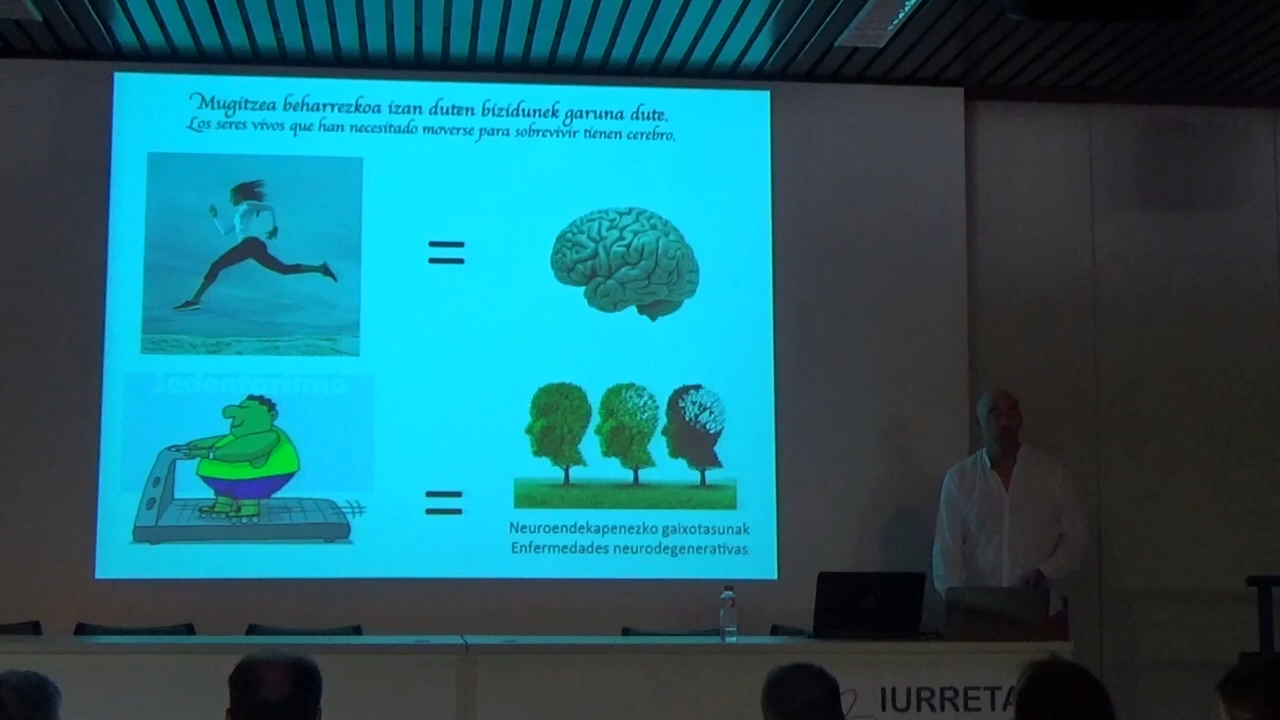 Mugitzea beharrezkoa izan duten bizidunek garuna dute.
Los seres vivos que han necesitado moverse para sobrevivir tienen cerebro.
=
Sedentarismo
=
Neuroendekapenezko gaixotasunak
Enfermedades neurodegenerativas
IURRETA